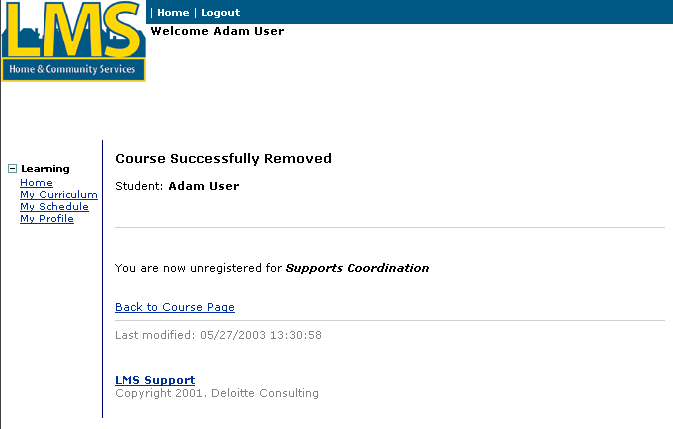 LMS
Home & Community Services
| Home | Logout
Welcome Adam User
Learning
Home
My Curriculum
My Schedule
My Profile
Course Successfully Removed
Student: Adam User
You are now unregistered for Supports Coordination
Back to Course Page
Last modified: 05/27/2003 13:30:58
LMS Support
Copyright 2001. Deloitte Consulting